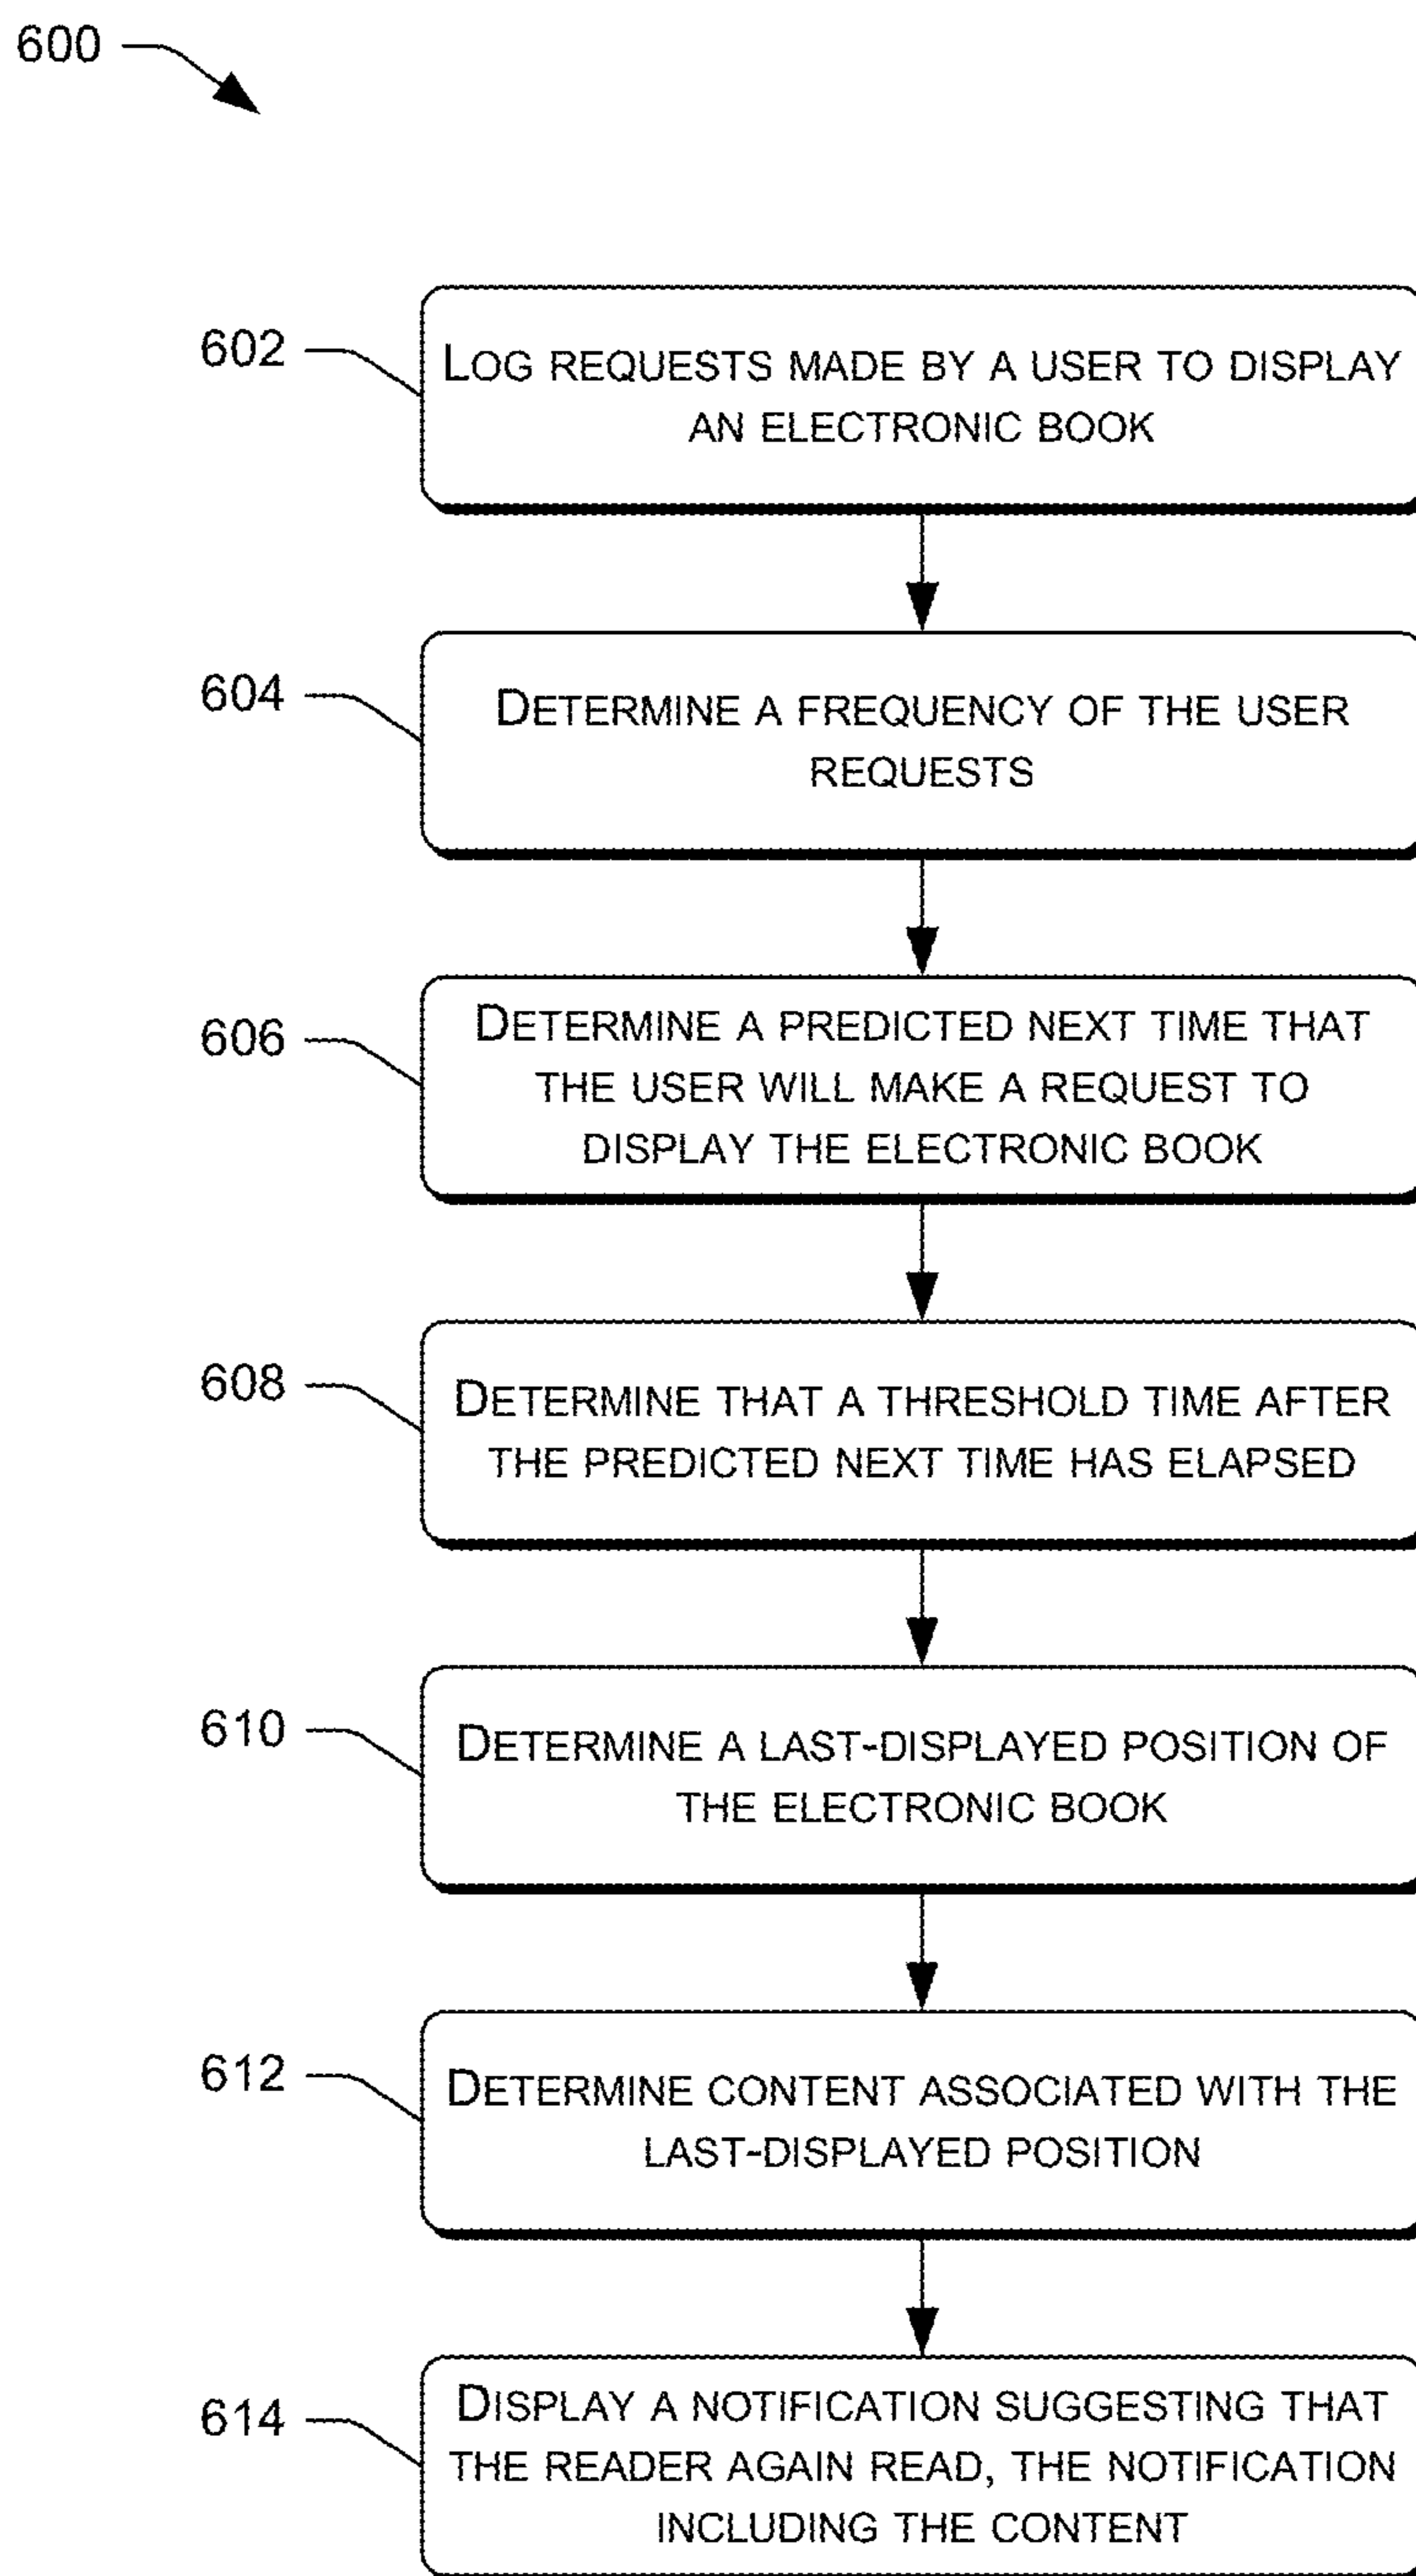 600
602
LOG REQUESTS MADE BY A USER TO DISPLAY
AN ELECTRONIC BOOK
604
DETERMINE A FREQUENCY OF THE USER
REQUESTS
606
DETERMINE A PREDICTED NEXT TIME THAT
THE USER WILL MAKE A REQUEST TO
DISPLAY THE ELECTRONIC BOOK
608
DETERMINE THAT A THRESHOLD TIME AFTER
THE PREDICTED NEXT TIME HAS ELAPSED
610
DETERMINE A LAST-DISPLAYED POSITION OF
THE ELECTRONIC BOOK
612
DETERMINE CONTENT ASSOCIATED WITH THE
LAST-DISPLAYED POSITION
614
DISPLAY A NOTIFICATION SUGGESTING THAT
THE READER AGAIN READ, THE NOTIFICATION
INCLUDING THE CONTENT